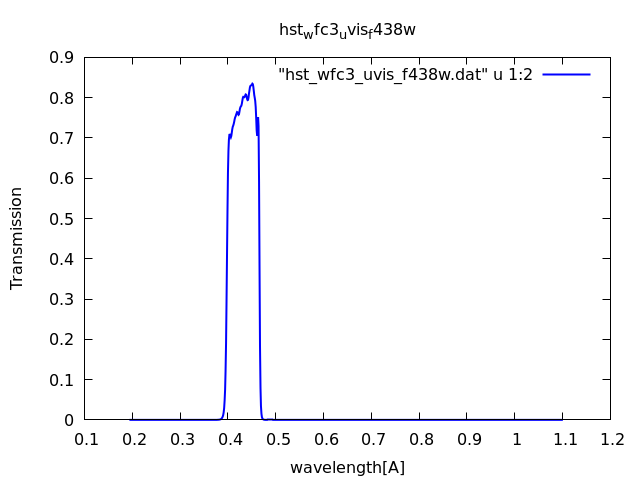 hst_wfc3_uvis_f438w
"hst_wfc3_uvis_f438w.dat" u 1:2
0.9
0.8
0.7
0.6
0.5
0.4
0.3
0.2
0.1
0
Transmission
0.1 0.2 0.3 0.4 0.5 0.6 0.7 0.8 0.9 1 1.1 1.2
wavelength[A]